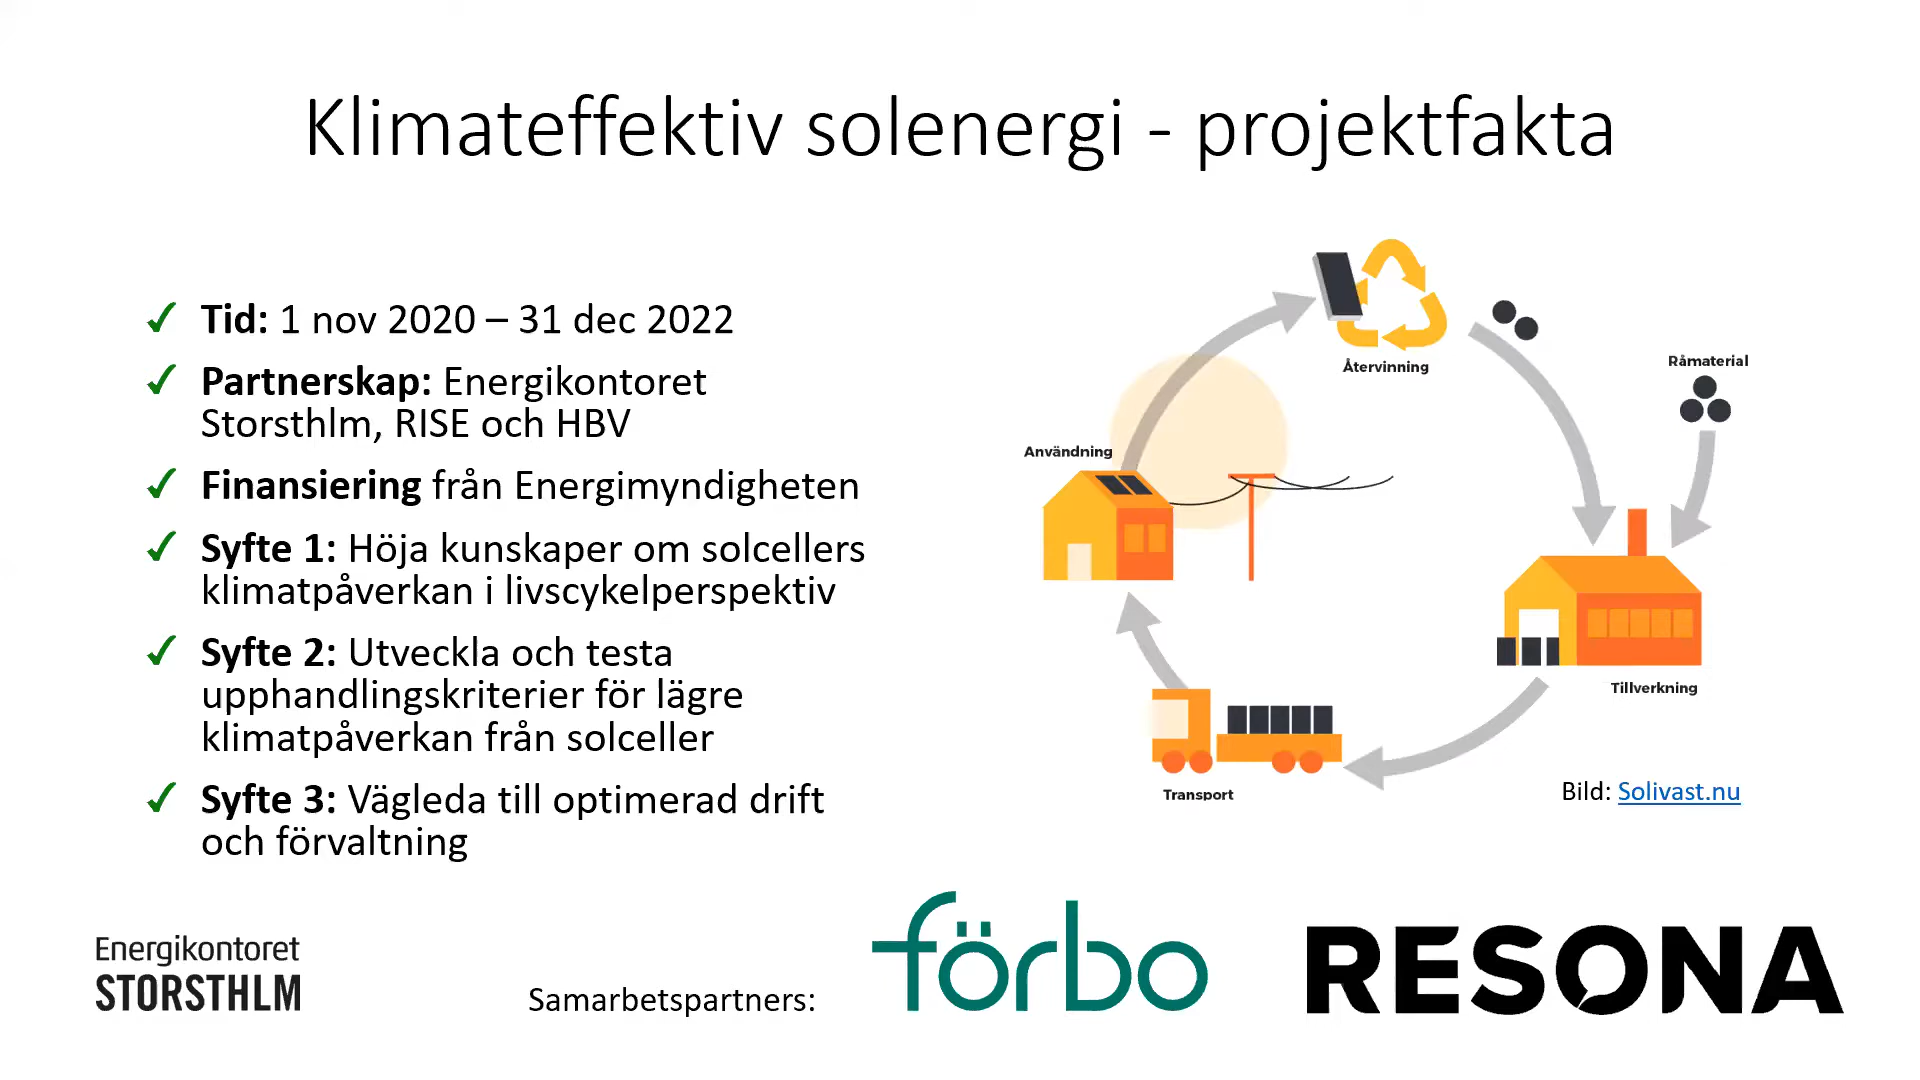 Klimateffektiv solenergi - projektfakta
✓ Tid: 1 nov 2020 – 31 dec 2022
✓ Partnerskap: Energikontoret
Storsthlm, RISE och HBV
✓ Finansiering från Energimyndigheten
✓ Syfte 1: Höja kunskaper om solcellers
klimatpåverkan i livscykelperspektiv
✓ Syfte 2: Utveckla och testa
upphandlingskriterier för lägre
klimatpåverkan från solceller
✓ Syfte 3: Vägleda till optimerad drift
och förvaltning
Återvinning
Råmaterial
Användning
Tillverkning
Transport
Bild: Solivast.nu
Energikontoret
STORSTHLM
Samarbetspartners:
förbo
RESONA